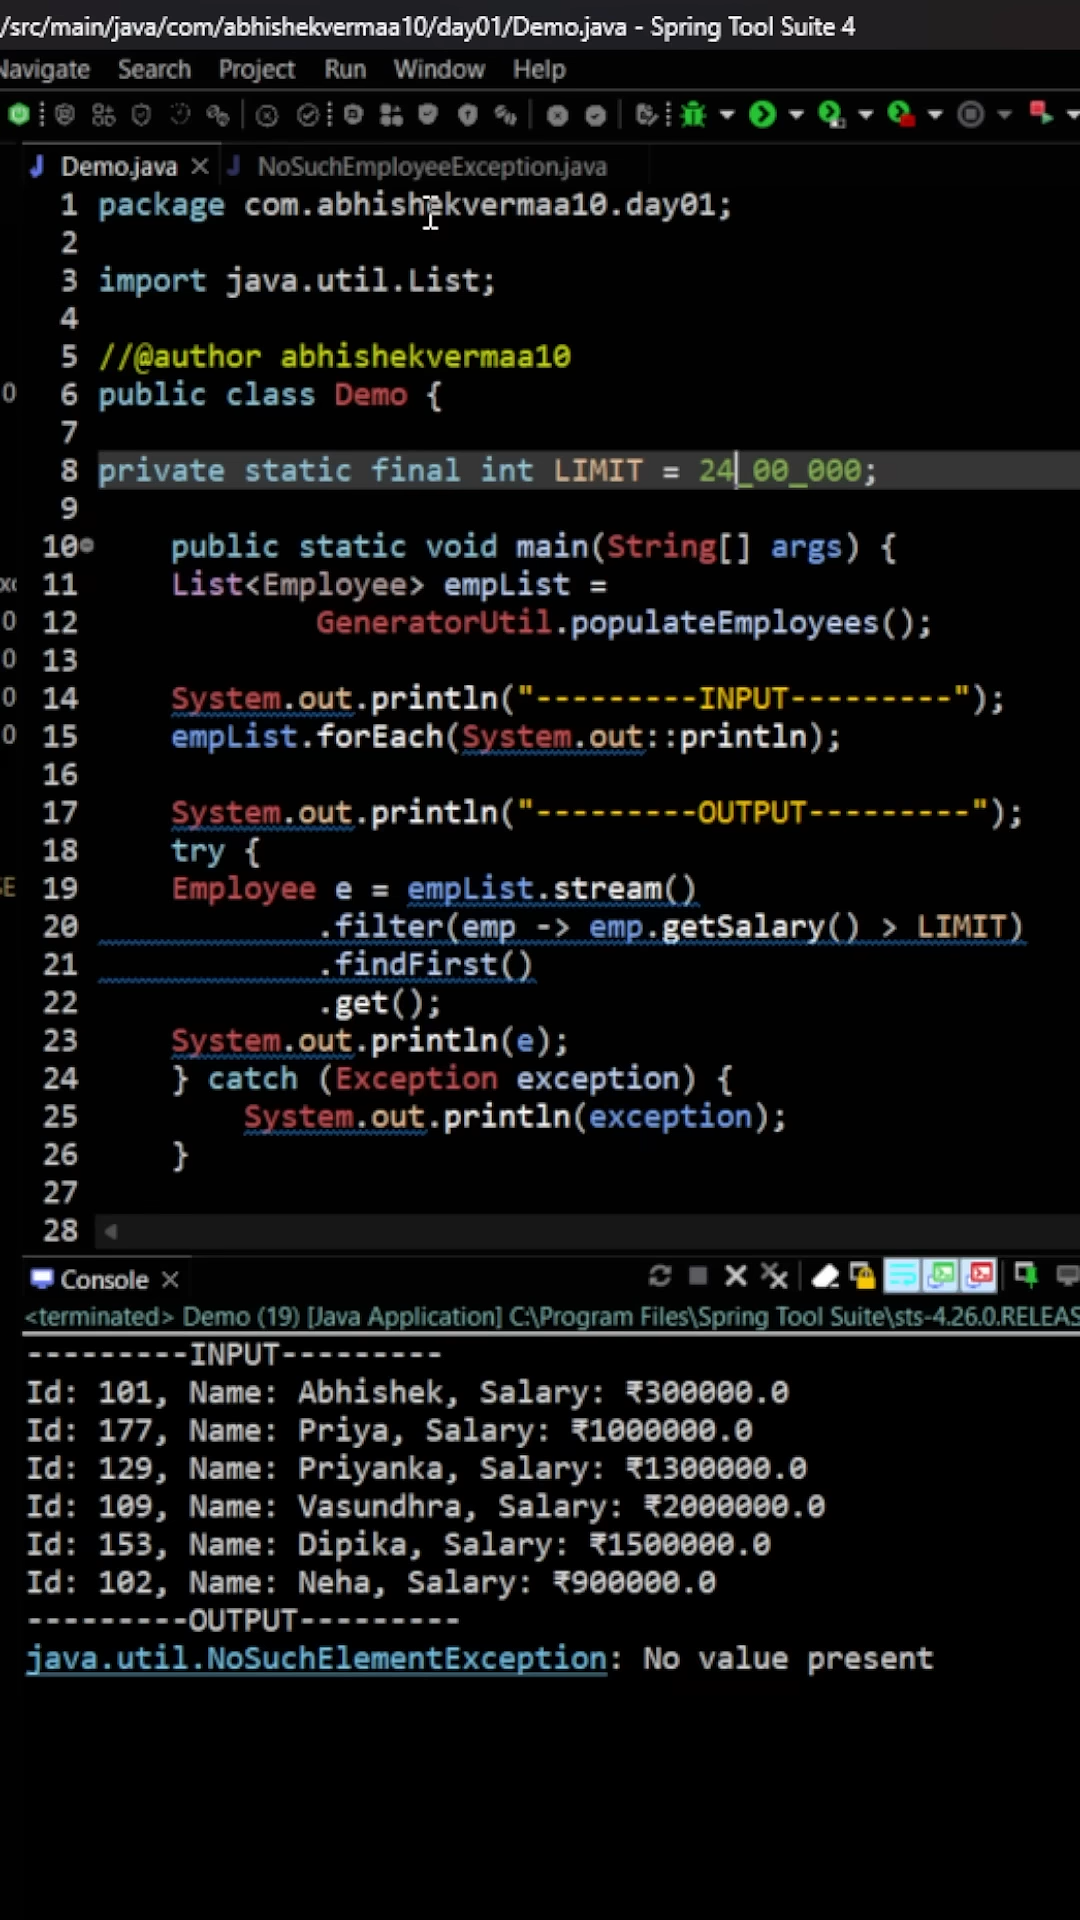 /src/main/java/com/abhishekvermaa10/day01/Demo.java - Spring Tool Suite 4
Navigate Search Project Run Window Help
Demo.java NoSuchEmployeeException.java
1 package com.abhishekvermaa10.day01;
2
3 import java.util.List;
4
5 //@author abhishekvermaa10
6 public class Demo {
7
8 private static final int LIMIT = 24_00_000;
9
10 public static void main(String[] args) {
11 List<Employee> empList =
12 GeneratorUtil.populateEmployees();
13
14 System.out.println("---------INPUT---------");
15 empList.forEach(System.out::println);
16
17 System.out.println("---------OUTPUT---------");
18 try {
19 Employee e = empList.stream()
20 .filter(emp -> emp.getSalary() > LIMIT)
21 .findFirst()
22 .get();
23 System.out.println(e);
24 } catch (Exception exception) {
25 System.out.println(exception);
26 }
27
28
Console
<terminated> Demo (19) [Java Application] C:\Program Files\Spring Tool Suite\sts-4.26.0.RELEAS
---------INPUT---------
Id: 101, Name: Abhishek, Salary: ₹300000.0
Id: 177, Name: Priya, Salary: ₹1000000.0
Id: 129, Name: Priyanka, Salary: ₹1300000.0
Id: 109, Name: Vasundhra, Salary: ₹2000000.0
Id: 153, Name: Dipika, Salary: ₹1500000.0
Id: 102, Name: Neha, Salary: ₹900000.0
---------OUTPUT---------
java.util.NoSuchElementException: No value present